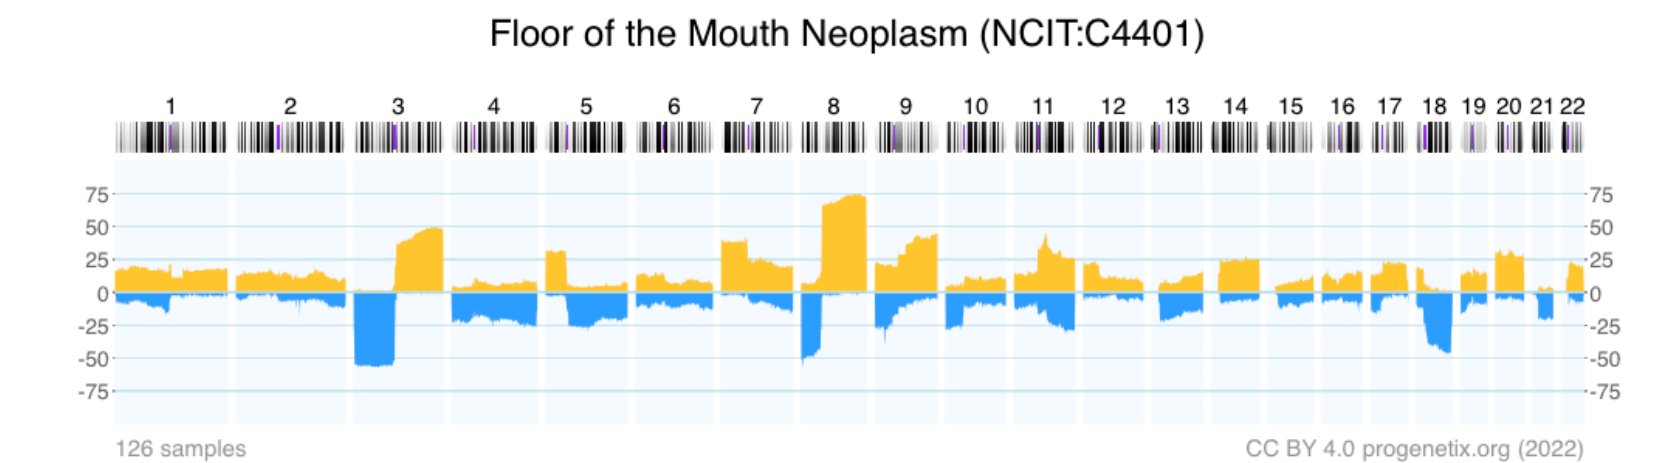 Floor of the Mouth Neoplasm (NCIT:C4401)
1 2 3 4 5 6 7 8 9 10 11 12 13 14 15 16 17 18 19 20 21 22
75 75
50 50
25 25
0 0
-25 -25
-50 -50
-75 -75
126 samples CC BY 4.0 progenetix.org (2022)